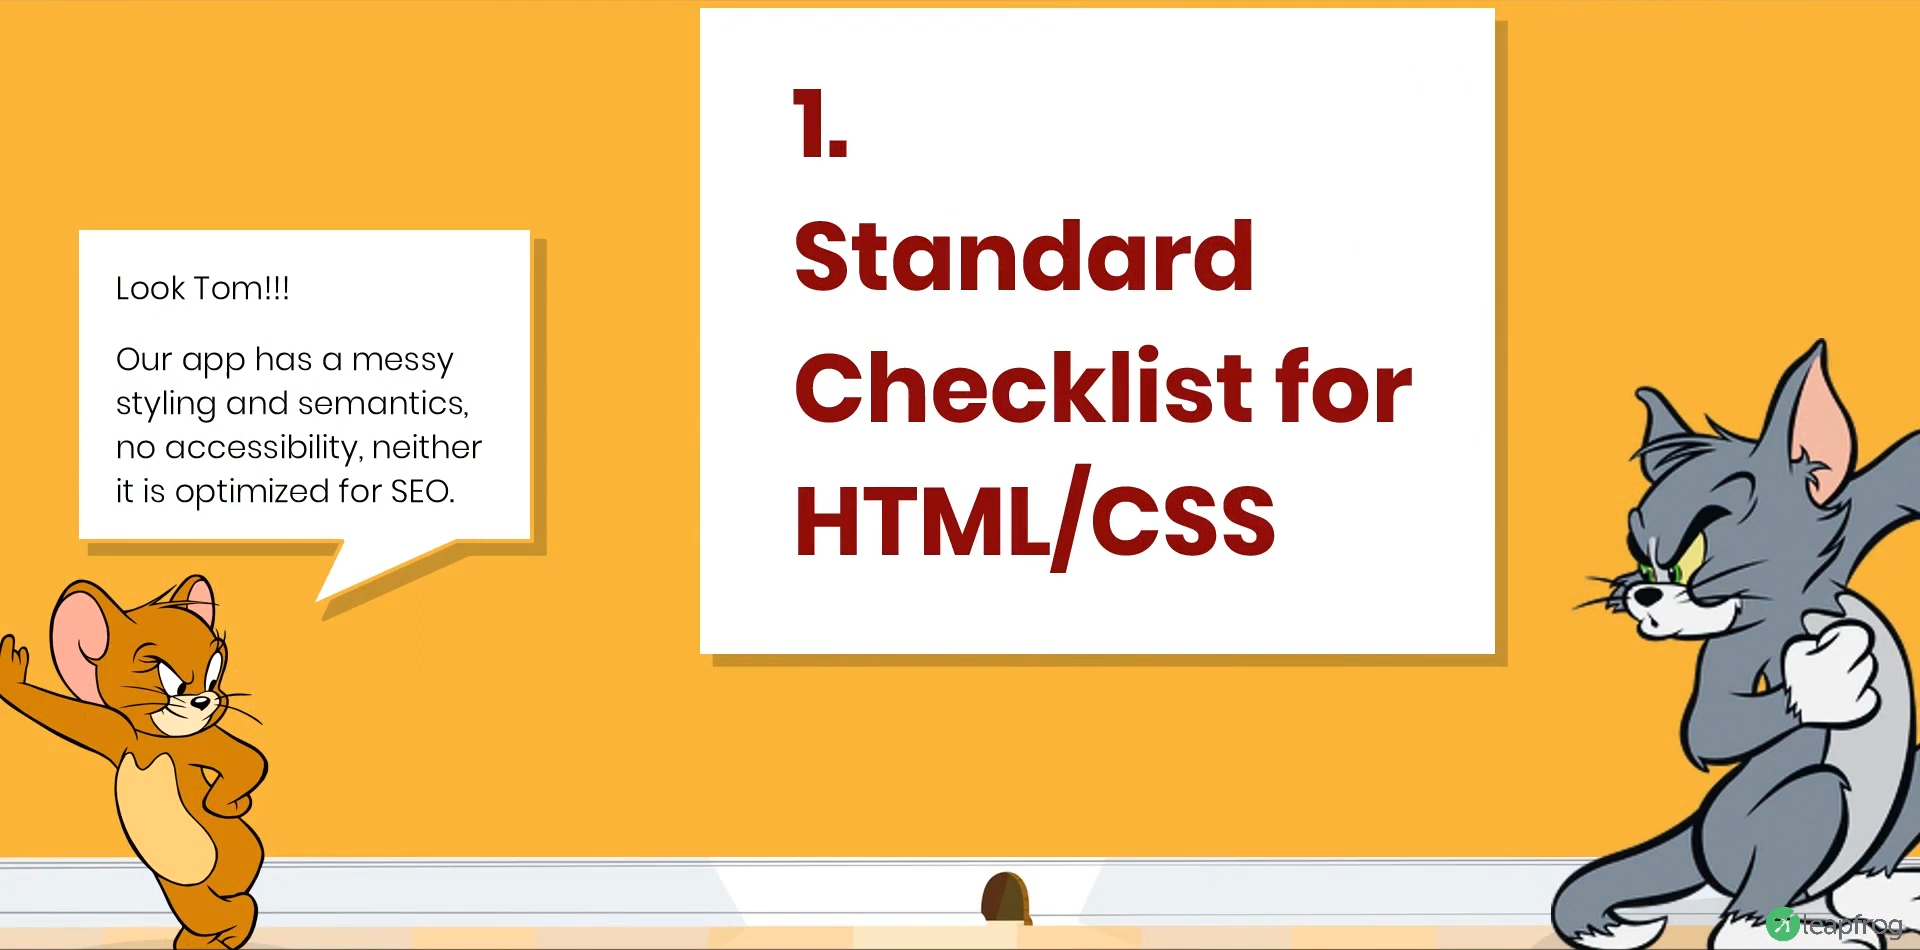 1.
Standard
Checklist for
HTML/CSS
Look Tom!!!
Our app has a messy
styling and semantics,
no accessibility, neither
it is optimized for SEO.
leapfrog